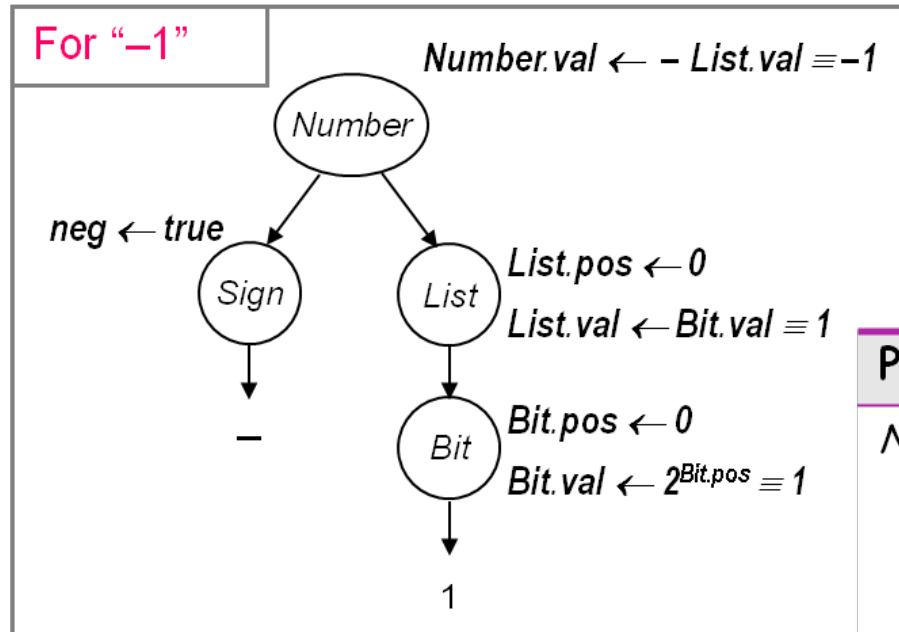 For “–1”
Number.val ← – List.val ≡ –1
Number
neg ← true
Sign
List
List.pos ← 0
List.val ← Bit.val ≡ 1
–
Bit
Bit.pos ← 0
Bit.val ← 2^Bit.pos ≡ 1
1
P